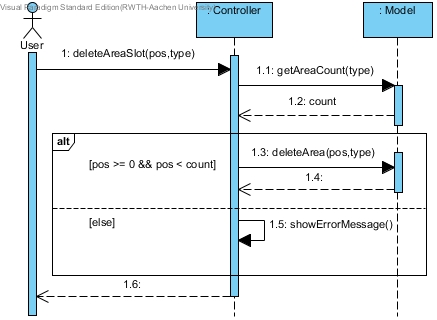 Visual Paradigm Standard Edition(RWTH-Aachen University)
: Controller
: Model
User
1: deleteAreaSlot(pos,type)
1.1: getAreaCount(type)
1.2: count
alt
[pos >= 0 && pos < count]
1.3: deleteArea(pos,type)
1.4:
[else]
1.5: showErrorMessage()
1.6: